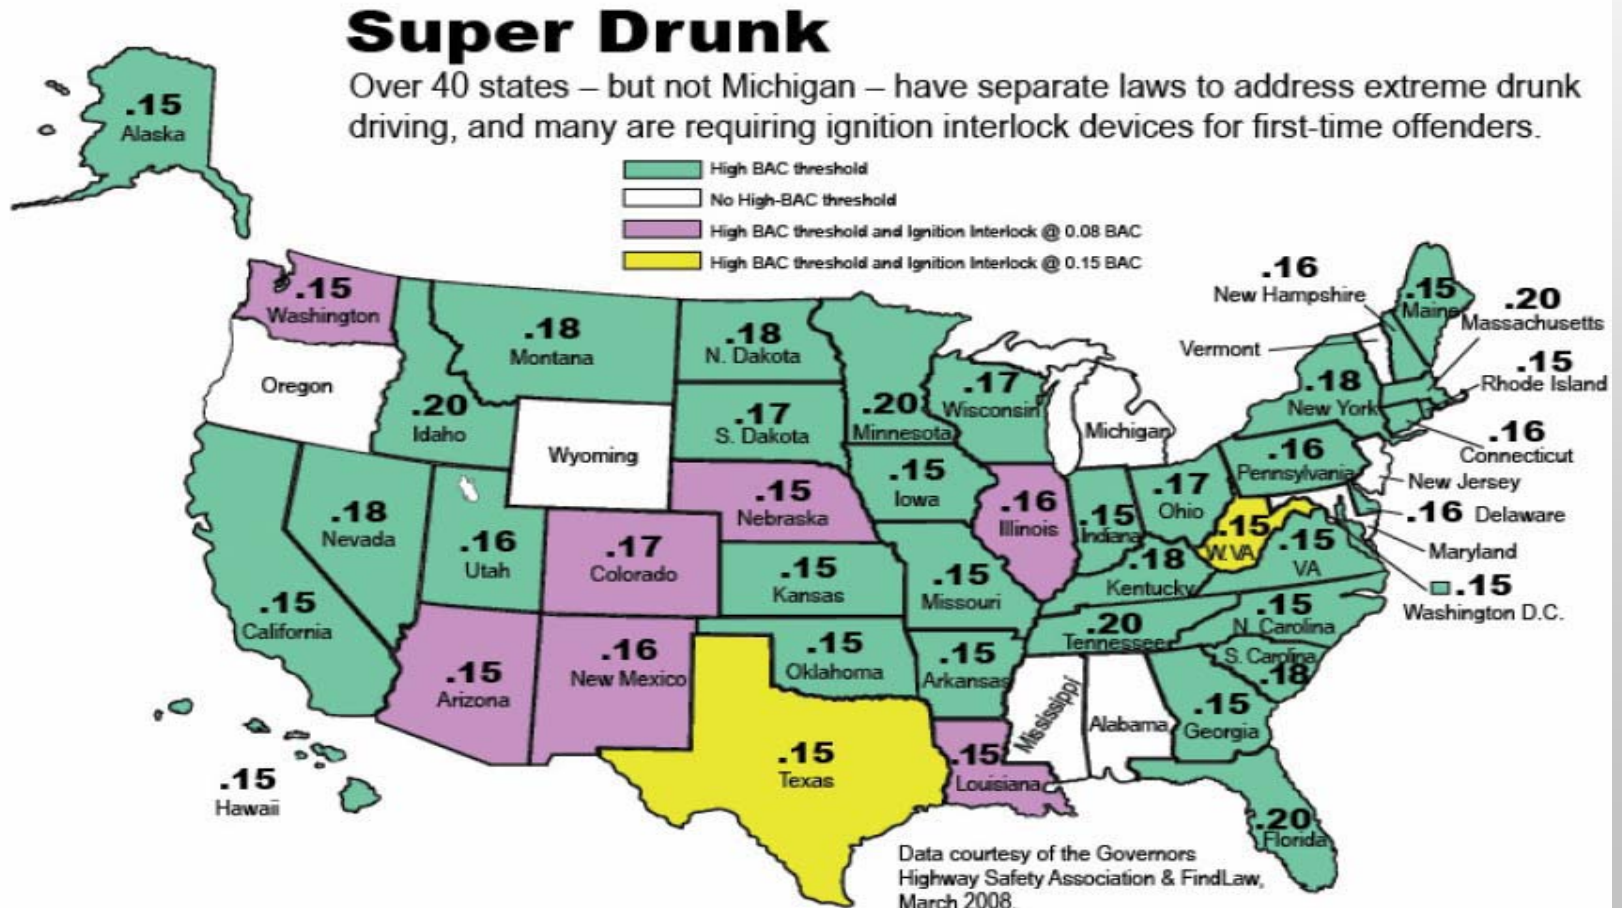 Super Drunk
Over 40 states – but not Michigan – have separate laws to address extreme drunk
driving, and many are requiring ignition interlock devices for first-time offenders.
High BAC threshold
No High-BAC threshold
High BAC threshold and Ignition Interlock @ 0.08 BAC
High BAC threshold and Ignition Interlock @ 0.15 BAC
.15
Alaska
.15
Washington
Oregon
.20
Idaho
.18
Montana
Wyoming
.18
N. Dakota
.17
S. Dakota
.20
Minnesota
.17
Wisconsin
Michigan
.16
New Hampshire
Vermont
.15
Maine
.20
Massachusetts
.15
Rhode Island
.18
New York
.16
Connecticut
.16
Pennsylvania
New Jersey
.16 Delaware
Maryland
.15
Washington D.C.
.15
California
.18
Nevada
.16
Utah
.17
Colorado
.15
Nebraska
.15
Iowa
.16
Illinois
.15
Indiana
.17
Ohio
.15
W.VA
.15
VA
.18
Kentucky
.15
Kansas
.15
Missouri
.15
N. Carolina
.20
Tennessee
S. Carolina
.18
.15
Arizona
.16
New Mexico
.15
Oklahoma
.15
Arkansas
Mississippi
Alabama
.15
Georgia
.15
Texas
.15
Louisiana
.20
Florida
.15
Hawaii
Data courtesy of the Governors
Highway Safety Association & FindLaw,
March 2008.